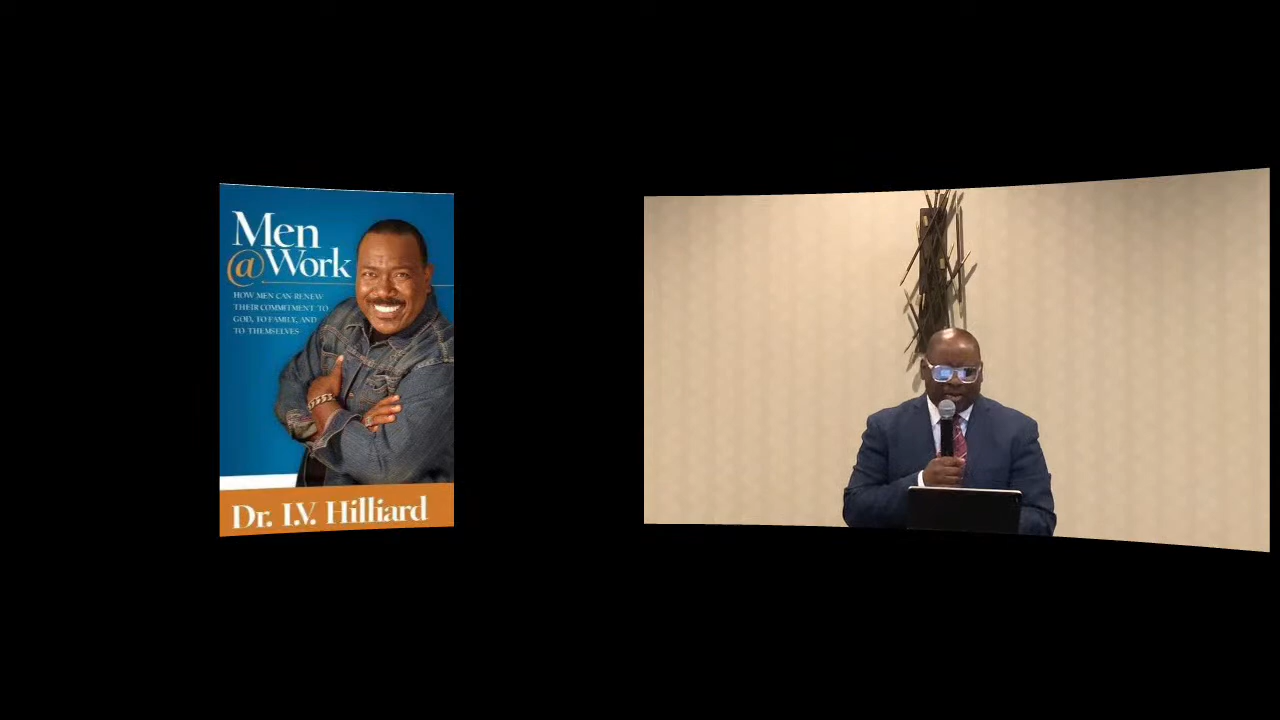 Men
@Work
HOW MEN CAN RENEW
THEIR COMMITMENT TO
GOD, TO FAMILY, AND
TO THEMSELVES
Dr. I.V. Hilliard